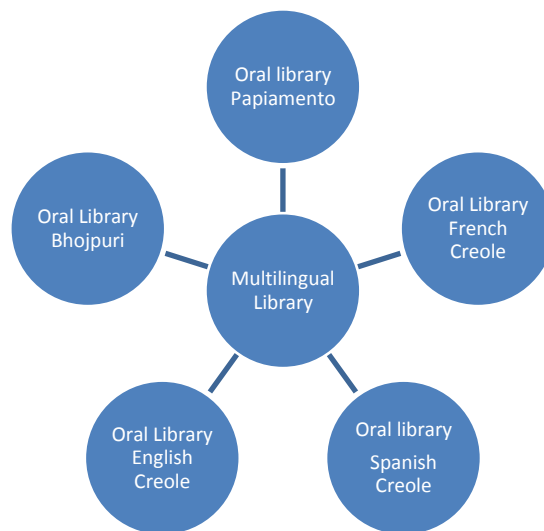 Oral library
Papiamento
Oral Library
French
Creole
Oral library
Spanish
Creole
Oral Library
English
Creole
Oral Library
Bhojpuri
Multilingual
Library